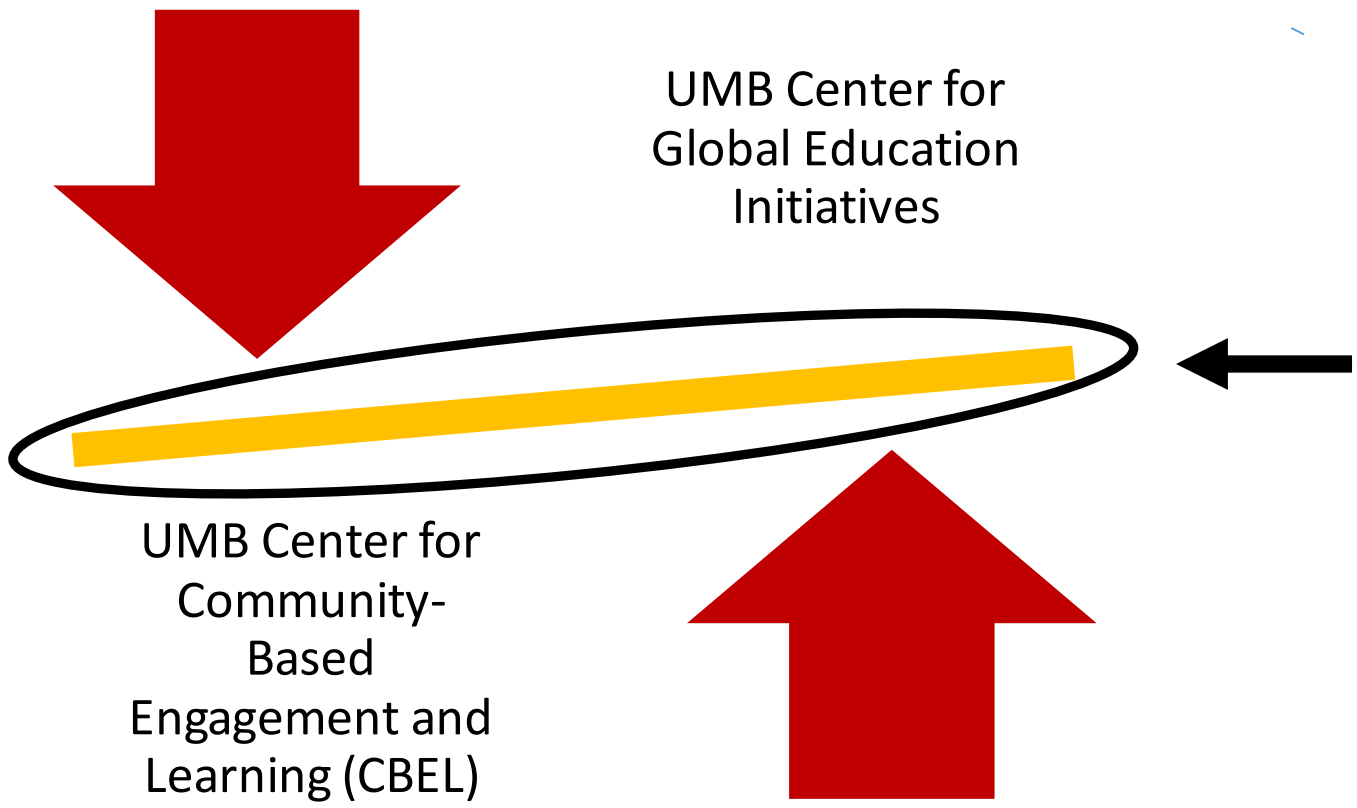 UMB Center for
Global Education
Initiatives
UMB Center for
Community-
Based
Engagement and
Learning (CBEL)